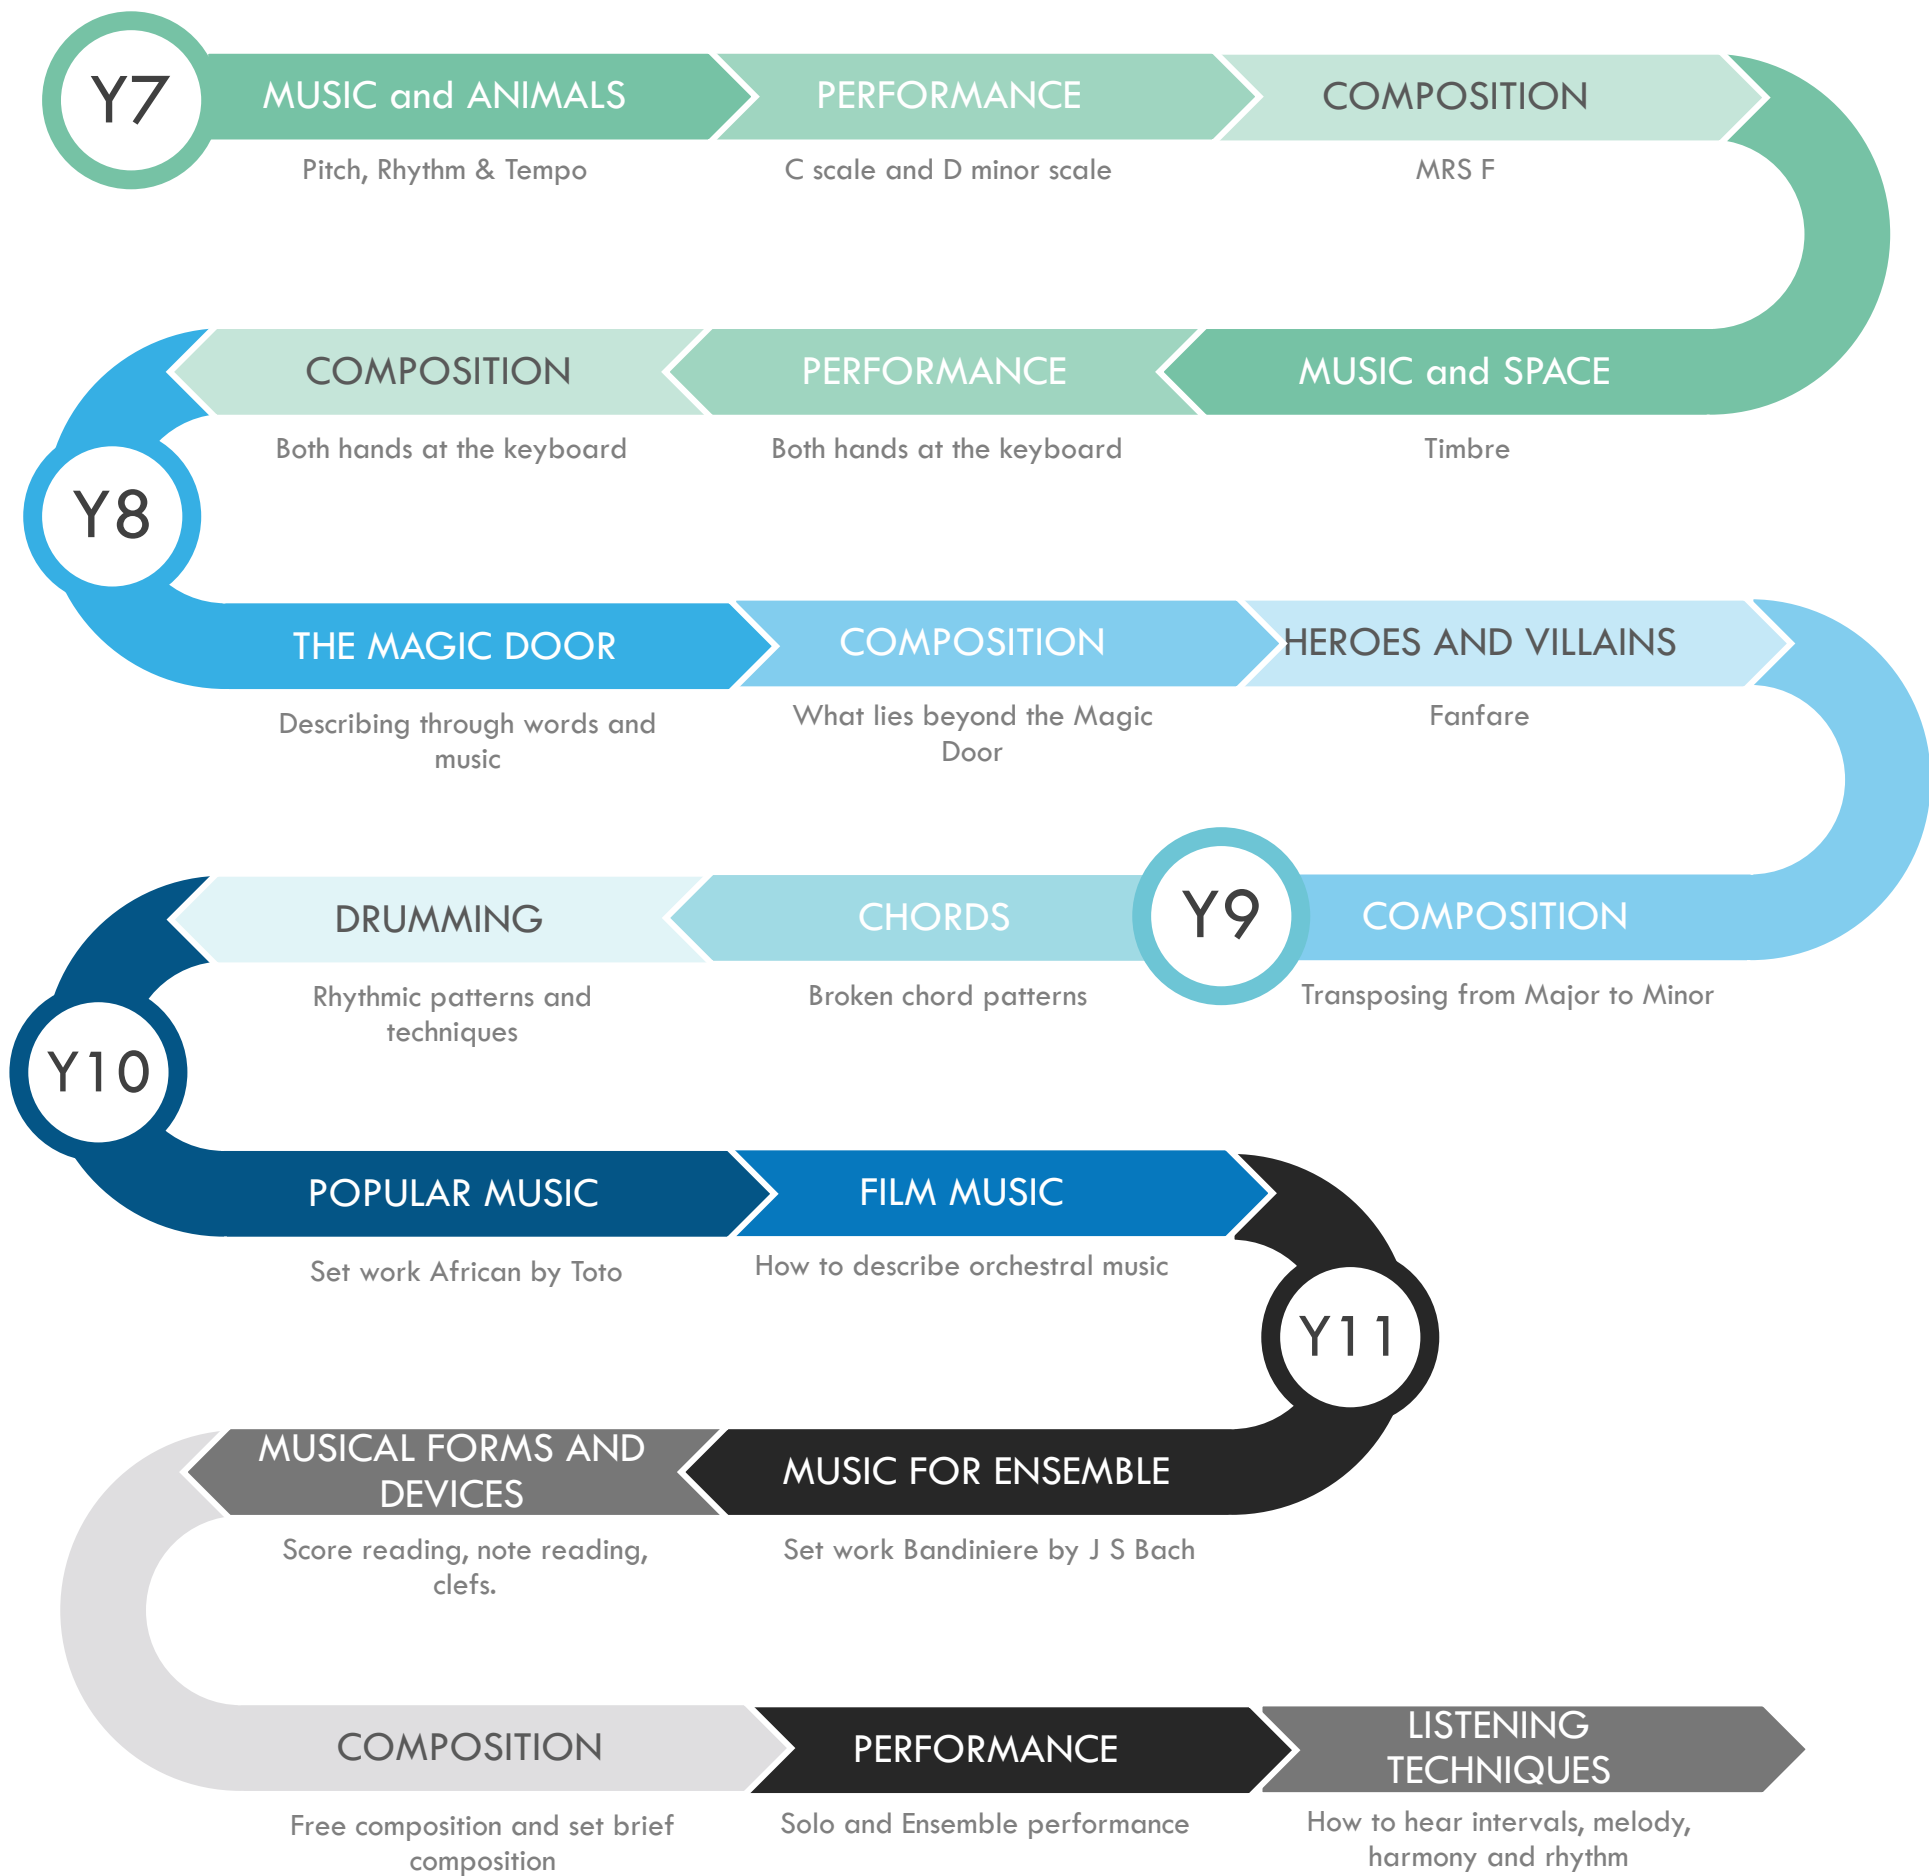 Y7
MUSIC and ANIMALS
Pitch, Rhythm & Tempo
PERFORMANCE
C scale and D minor scale
COMPOSITION
MRS F
MUSIC and SPACE
Timbre
PERFORMANCE
Both hands at the keyboard
COMPOSITION
Both hands at the keyboard
Y8
THE MAGIC DOOR
Describing through words and
music
COMPOSITION
What lies beyond the Magic
Door
HEROES AND VILLAINS
Fanfare
COMPOSITION
Transposing from Major to Minor
Y9
CHORDS
Broken chord patterns
DRUMMING
Rhythmic patterns and
techniques
Y10
POPULAR MUSIC
Set work African by Toto
FILM MUSIC
How to describe orchestral music
Y11
MUSIC FOR ENSEMBLE
Set work Bandiniere by J S Bach
MUSICAL FORMS AND
DEVICES
Score reading, note reading,
clefs.
COMPOSITION
Free composition and set brief
composition
PERFORMANCE
Solo and Ensemble performance
LISTENING
TECHNIQUES
How to hear intervals, melody,
harmony and rhythm